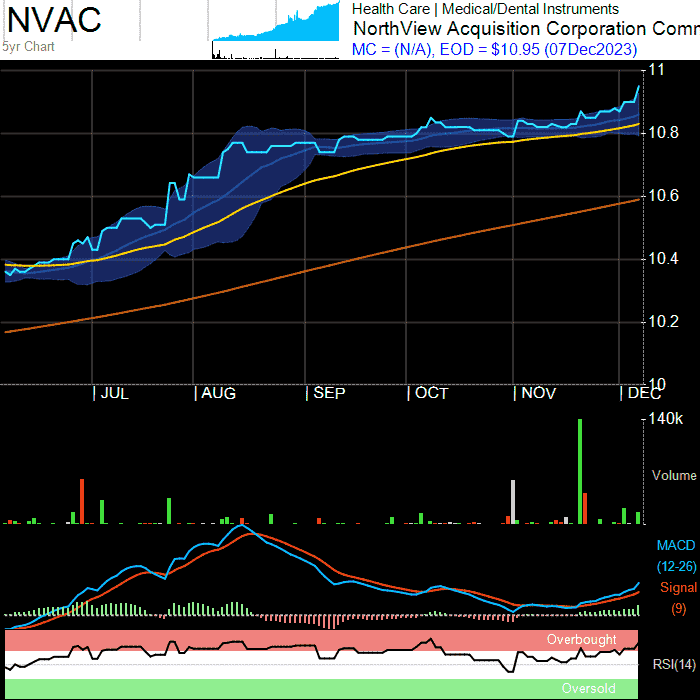 NVAC
5yr Chart
Health Care | Medical/Dental Instruments
NorthView Acquisition Corporation Comm
MC = (N/A), EOD = $10.95 (07Dec2023)
11
10.8
10.6
10.4
10.2
10
JUL AUG SEP OCT NOV DEC
140k
Volume
MACD
(12-26)
Signal
(9)
Overbought
RSI(14)
Oversold